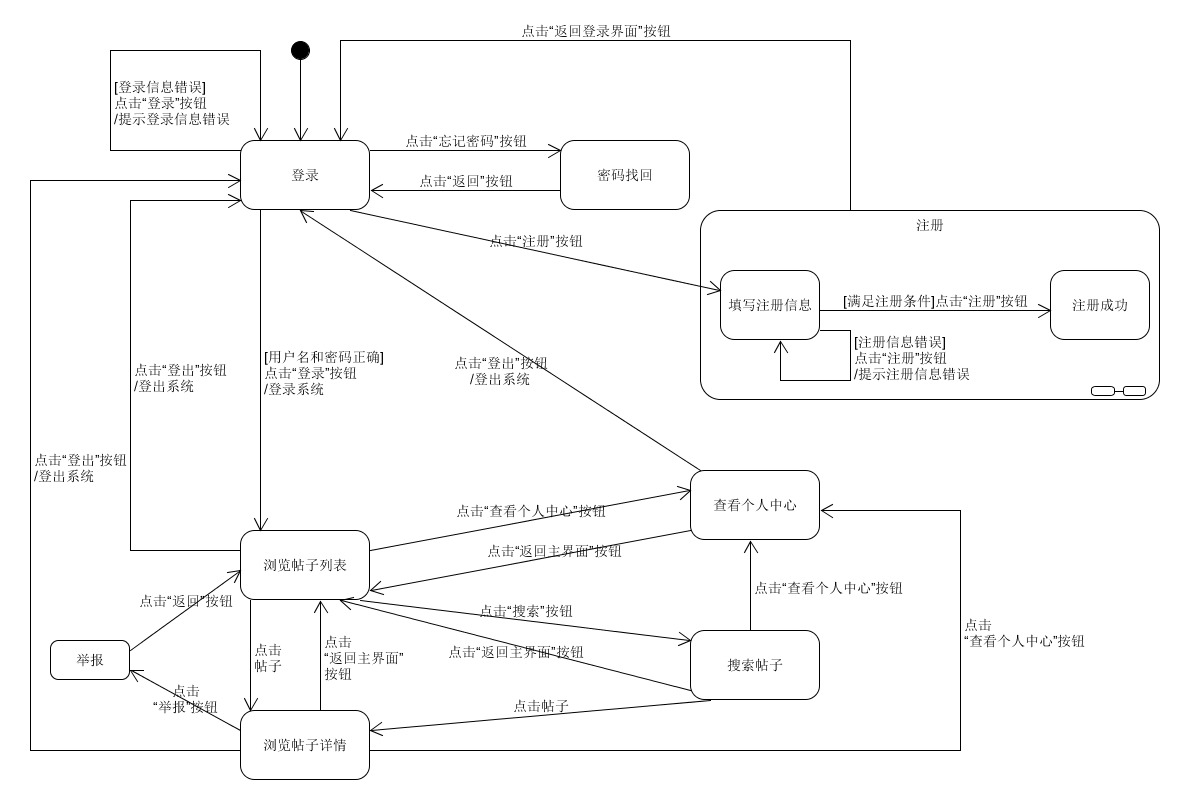 点击“返回登录界面”按钮
[登录信息错误]
点击“登录”按钮
/提示登录信息错误
点击“忘记密码”按钮
登录
密码找回
点击“返回”按钮
注册
点击“注册”按钮
填写注册信息
[满足注册条件]点击“注册”按钮
注册成功
[注册信息错误]
点击“注册”按钮
/提示注册信息错误
点击“登出”按钮
/登出系统
[用户名和密码正确]
点击“登录”按钮
/登录系统
点击“登出”按钮
/登出系统
点击“登出”按钮
/登出系统
查看个人中心
点击“查看个人中心”按钮
点击“返回主界面”按钮
浏览帖子列表
点击“查看个人中心”按钮
点击“返回”按钮
点击“搜索”按钮
点击
“查看个人中心”按钮
点击
帖子
点击
“返回主界面”
按钮
点击“返回主界面”按钮
举报
搜索帖子
点击
“举报”按钮
点击帖子
浏览帖子详情